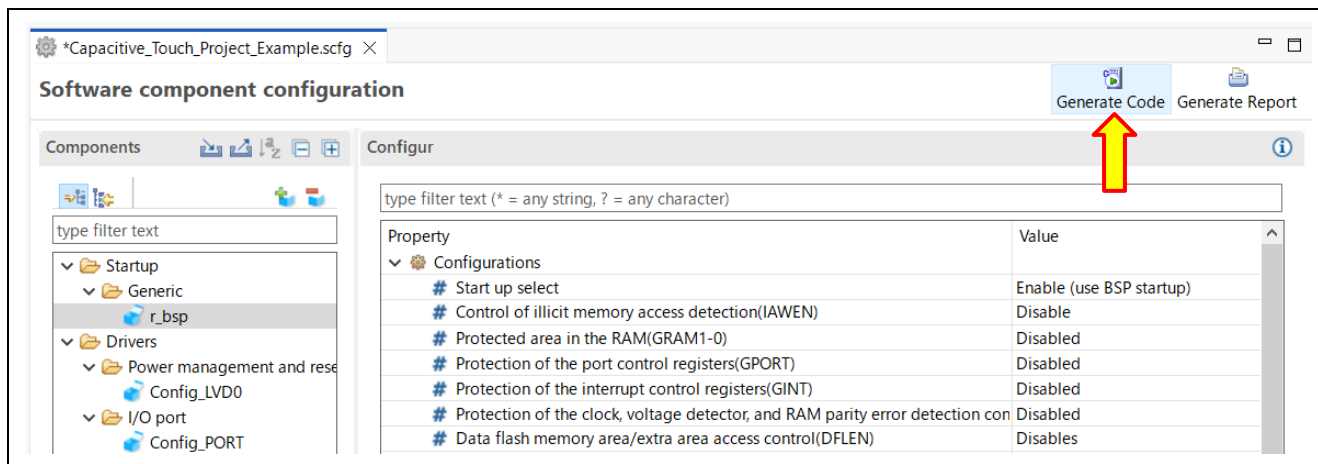 *Capacitive_Touch_Project_Example.scfg
Software component configuration
Generate Code Generate Report
Components
Configur
type filter text (* = any string, ? = any character)
type filter text
Property Value
Startup
Configurations
Generic
# Start up select Enable (use BSP startup)
r_bsp
# Control of illicit memory access detection(IAWEN) Disable
Drivers
# Protected area in the RAM(GRAM1-0) Disabled
Power management and rese
# Protection of the port control registers(GPORT) Disabled
Config_LVD0
# Protection of the interrupt control registers(GINT) Disabled
I/O port
# Protection of the clock, voltage detector, and RAM parity error detection con Disabled
Config_PORT
# Data flash memory area/extra area access control(DFLEN) Disables